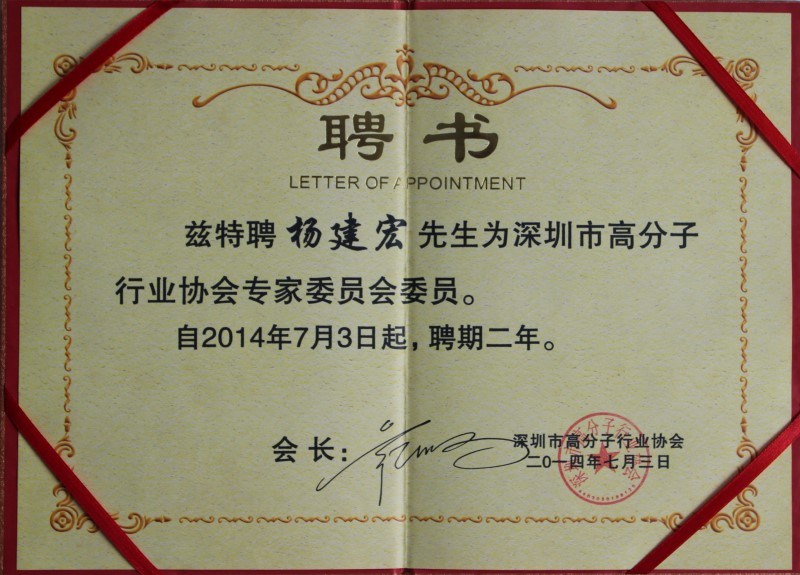 聘书
LETTER OF APPOINTMENT
兹特聘 杨建宏 先生为深圳市高分子
行业协会专家委员会委员。
自2014年7月3日起，聘期二年。
会长：
深圳市高分子行业协会
二〇一四年七月三日